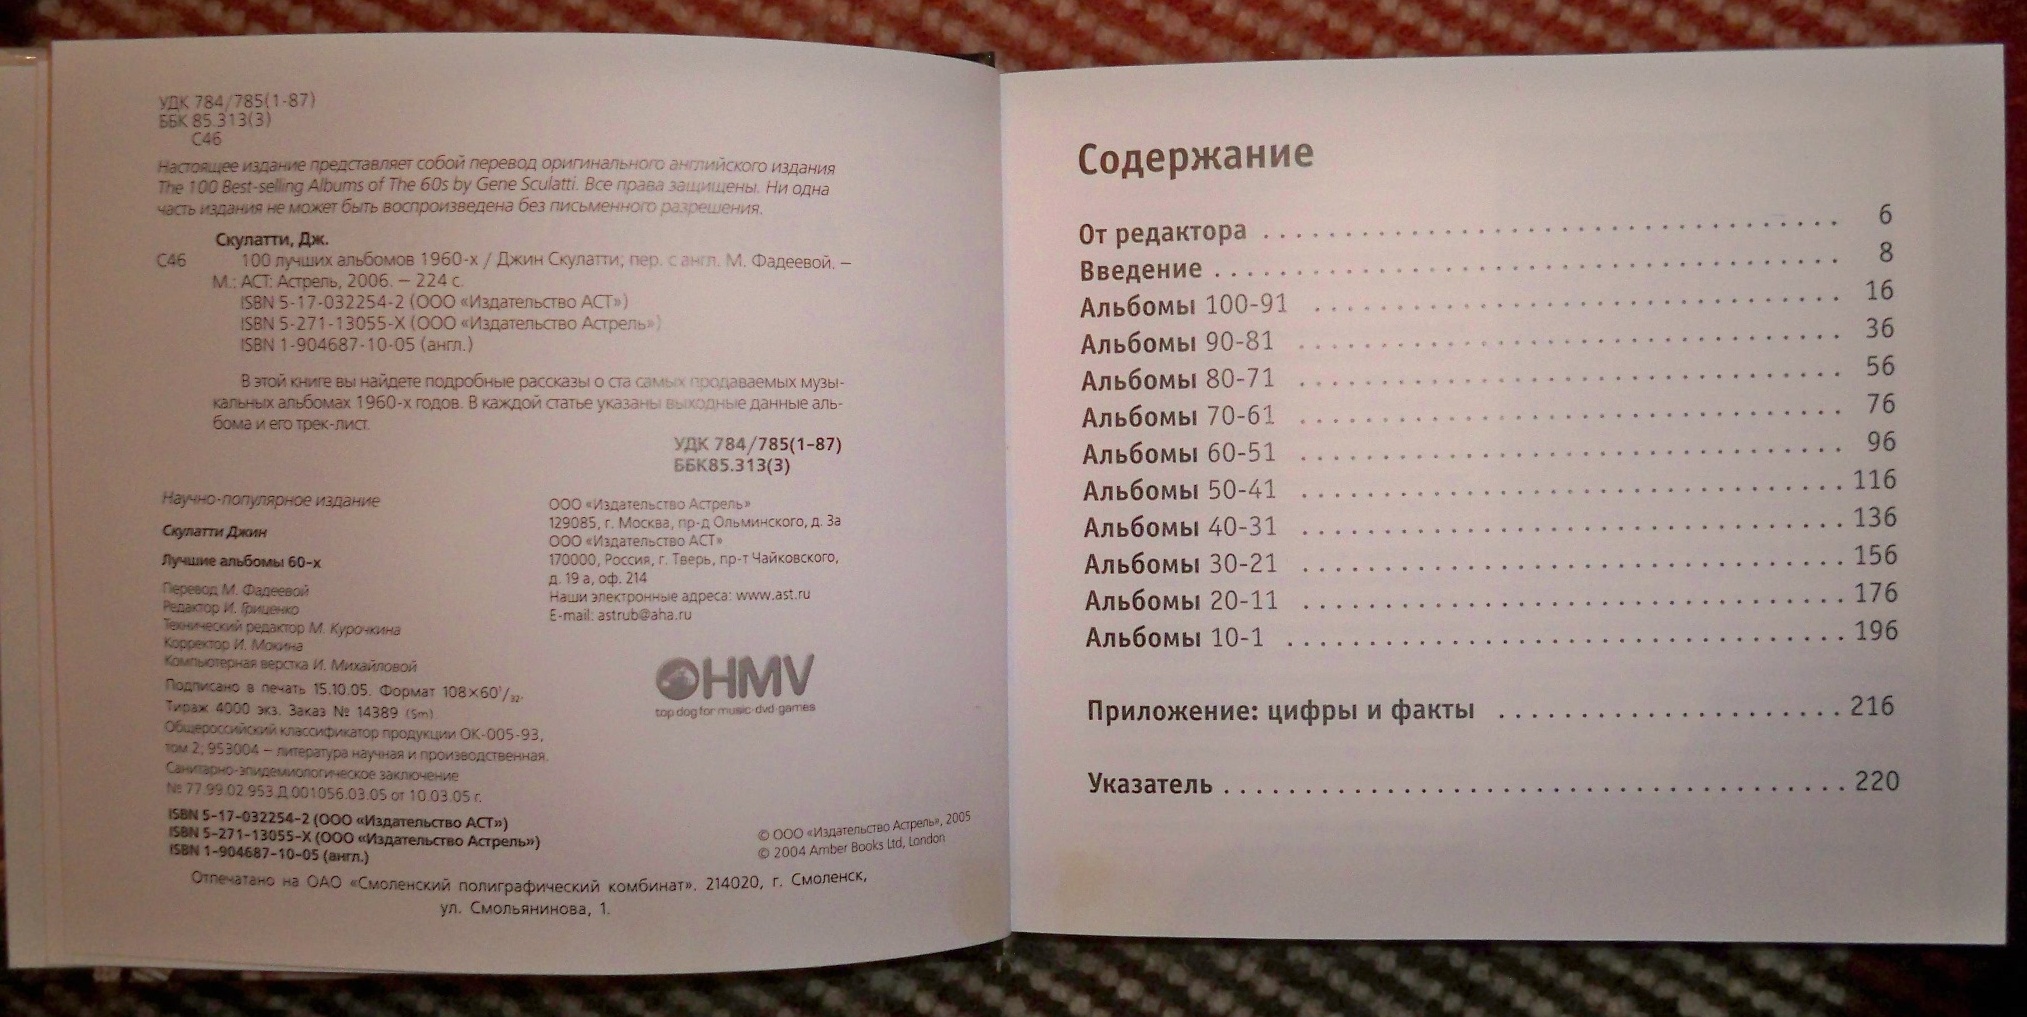 УДК 784/785(1-87)
ББК 85.313(3)
С46
Настоящее издание представляет собой перевод оригинального английского издания
The 100 Best-selling Albums of The 60s by Gene Sculatti. Все права защищены. Ни одна
часть издания не может быть воспроизведена без письменного разрешения.
Скулатти, Дж.
С46 100 лучших альбомов 1960-х / Джин Скулатти; пер. с англ. М. Фадеевой. –
М.: АСТ: Астрель, 2006. – 224 с.
ISBN 5-17-032254-2 (ООО «Издательство АСТ»)
ISBN 5-271-13055-X (ООО «Издательство Астрель»)
ISBN 1-904687-10-05 (англ.)
В этой книге вы найдете подробные рассказы о ста самых продаваемых музы-
кальных альбомах 1960-х годов. В каждой статье указаны выходные данные аль-
бома и его трек-лист.
УДК 784/785(1-87)
ББК85.313(3)
Научно-популярное издание
Скулатти Джин
Лучшие альбомы 60-х
Перевод М. Фадеевой
Редактор И. Гриценко
Технический редактор М. Курочкина
Корректор И. Мокина
Компьютерная верстка И. Михайловой
Подписано в печать 15.10.05. Формат 108×60¹/₃₂.
Тираж 4000 экз. Заказ № 14389 (Sm)
Общероссийский классификатор продукции ОК-005-93,
том 2; 953004 – литература научная и производственная.
Санитарно-эпидемиологическое заключение
№ 77.99.02.953.Д.001056.03.05 от 10.03.05 г.
ISBN 5-17-032254-2 (ООО «Издательство АСТ»)
ISBN 5-271-13055-X (ООО «Издательство Астрель»)
ISBN 1-904687-10-05 (англ.)
ООО «Издательство Астрель»
129085, г. Москва, пр-д Ольминского, д. 3а
ООО «Издательство АСТ»
170000, Россия, г. Тверь, пр-т Чайковского,
д. 19 а, оф. 214
Наши электронные адреса: www.ast.ru
E-mail: astrub@aha.ru
HMV
top dog for music·dvd·games
© ООО «Издательство Астрель», 2005
© 2004 Amber Books Ltd, London
Отпечатано на ОАО «Смоленский полиграфический комбинат». 214020, г. Смоленск,
ул. Смольянинова, 1.
Содержание
От редактора . . . . . . . . . . 6
Введение . . . . . . . . . . 8
Альбомы 100-91 . . . . . . . . . . 16
Альбомы 90-81 . . . . . . . . . . 36
Альбомы 80-71 . . . . . . . . . . 56
Альбомы 70-61 . . . . . . . . . . 76
Альбомы 60-51 . . . . . . . . . . 96
Альбомы 50-41 . . . . . . . . . . 116
Альбомы 40-31 . . . . . . . . . . 136
Альбомы 30-21 . . . . . . . . . . 156
Альбомы 20-11 . . . . . . . . . . 176
Альбомы 10-1 . . . . . . . . . . 196
Приложение: цифры и факты . . . . . . . . . . 216
Указатель . . . . . . . . . . 220